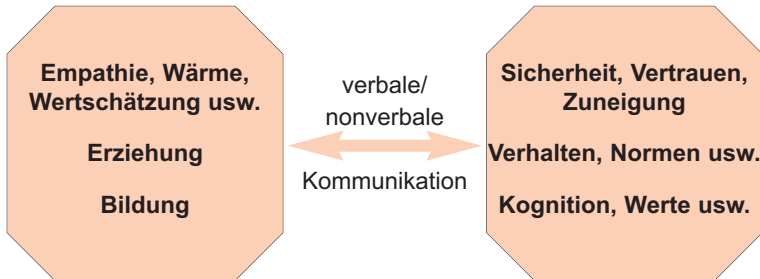 Empathie, Wärme,
Wertschätzung usw.
Erziehung
Bildung
verbale/
nonverbale
Kommunikation
Sicherheit, Vertrauen,
Zuneigung
Verhalten, Normen usw.
Kognition, Werte usw.